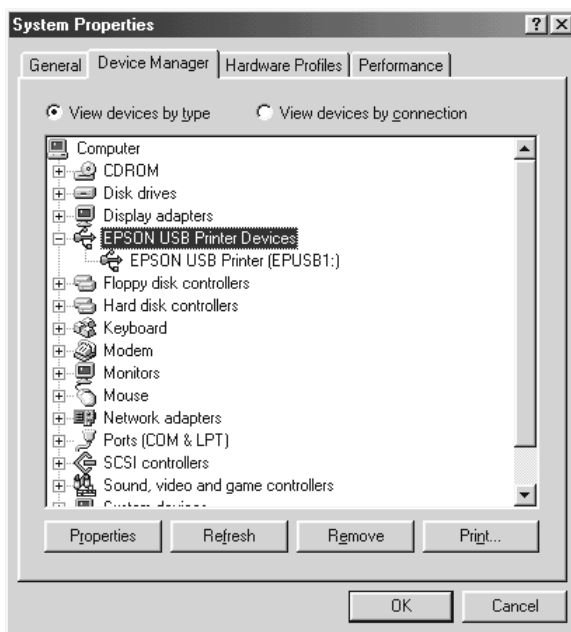 System Properties
General Device Manager Hardware Profiles Performance
View devices by type View devices by connection
Computer
CDROM
Disk drives
Display adapters
EPSON USB Printer Devices
EPSON USB Printer (EPUSB1:)
Floppy disk controllers
Hard disk controllers
Keyboard
Modem
Monitors
Mouse
Network adapters
Ports (COM & LPT)
SCSI controllers
Sound, video and game controllers
System devices
Properties Refresh Remove Print...
OK Cancel